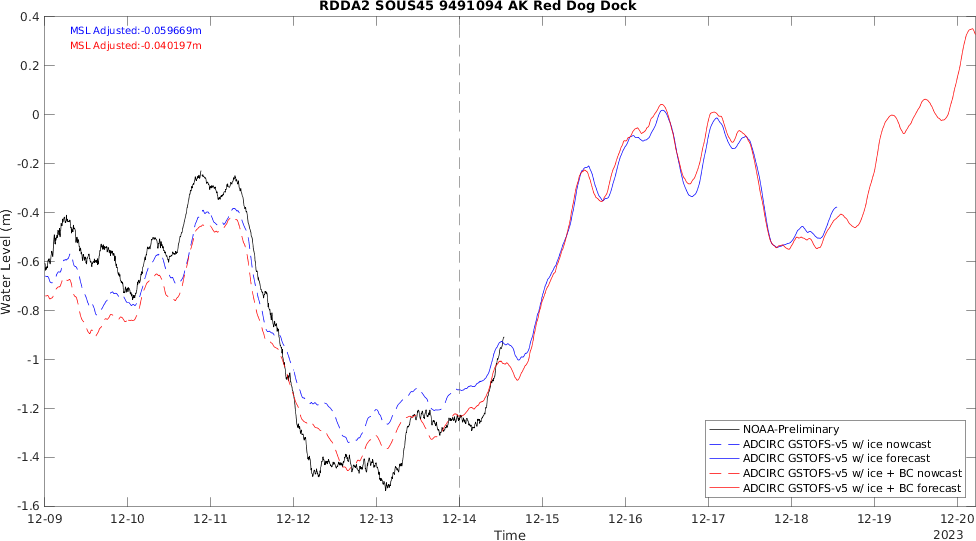 RDDA2 SOUS45 9491094 AK Red Dog Dock
MSL Adjusted:-0.059669m
MSL Adjusted:-0.040197m
Water Level (m)
0.4
0.2
0
-0.2
-0.4
-0.6
-0.8
-1
-1.2
-1.4
-1.6
NOAA-Preliminary
ADCIRC GSTOFS-v5 w/ ice nowcast
ADCIRC GSTOFS-v5 w/ ice forecast
ADCIRC GSTOFS-v5 w/ ice + BC nowcast
ADCIRC GSTOFS-v5 w/ ice + BC forecast
12-09 12-10 12-11 12-12 12-13 12-14 12-15 12-16 12-17 12-18 12-19 12-20
Time
2023